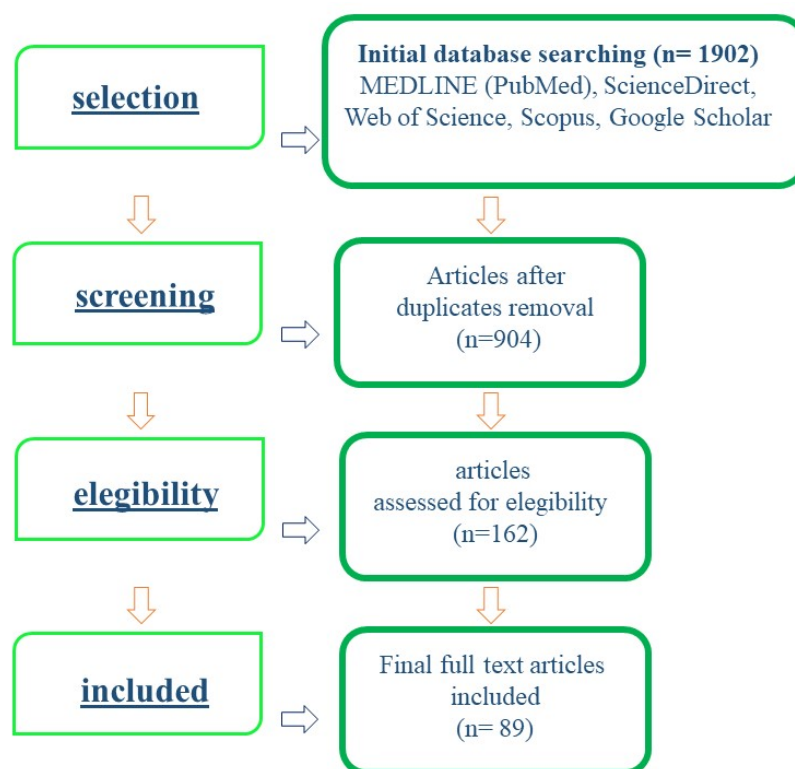 selection
Initial database searching (n= 1902)
MEDLINE (PubMed), ScienceDirect,
Web of Science, Scopus, Google Scholar
screening
Articles after
duplicates removal
(n=904)
elegibility
articles
assessed for elegibility
(n=162)
included
Final full text articles
included
(n= 89)